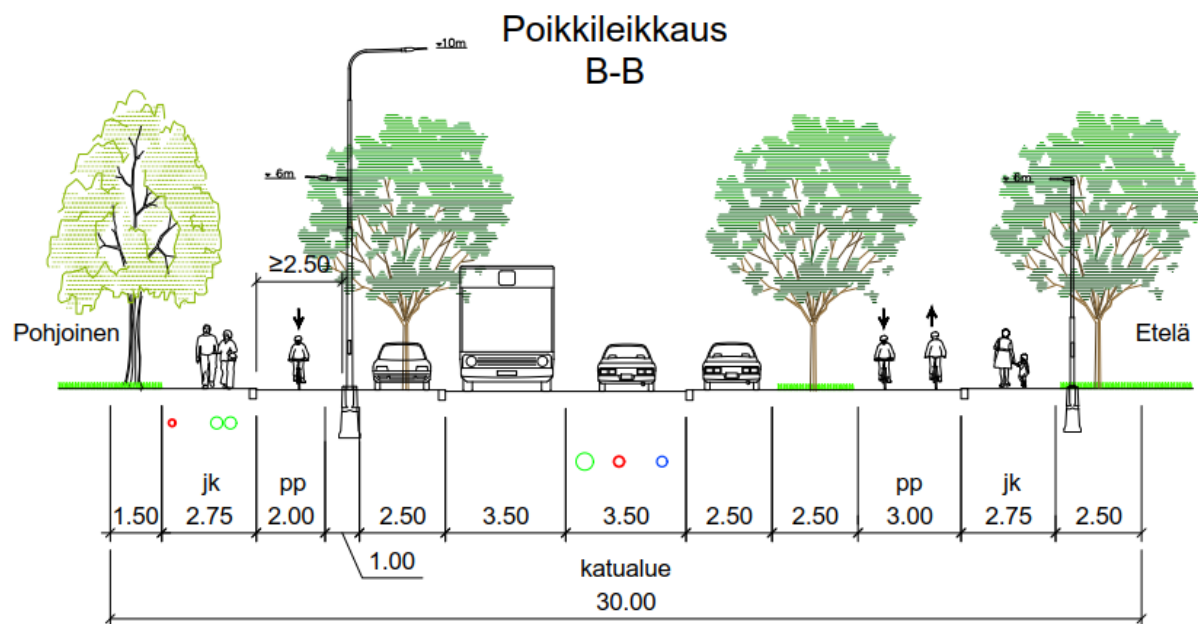 Poikkileikkaus
B-B
10m
6m
6m
≥2.50
Pohjoinen
Etelä
jk pp pp jk
1.50 2.75 2.00 2.50 3.50 3.50 2.50 2.50 3.00 2.75 2.50
1.00
katualue
30.00